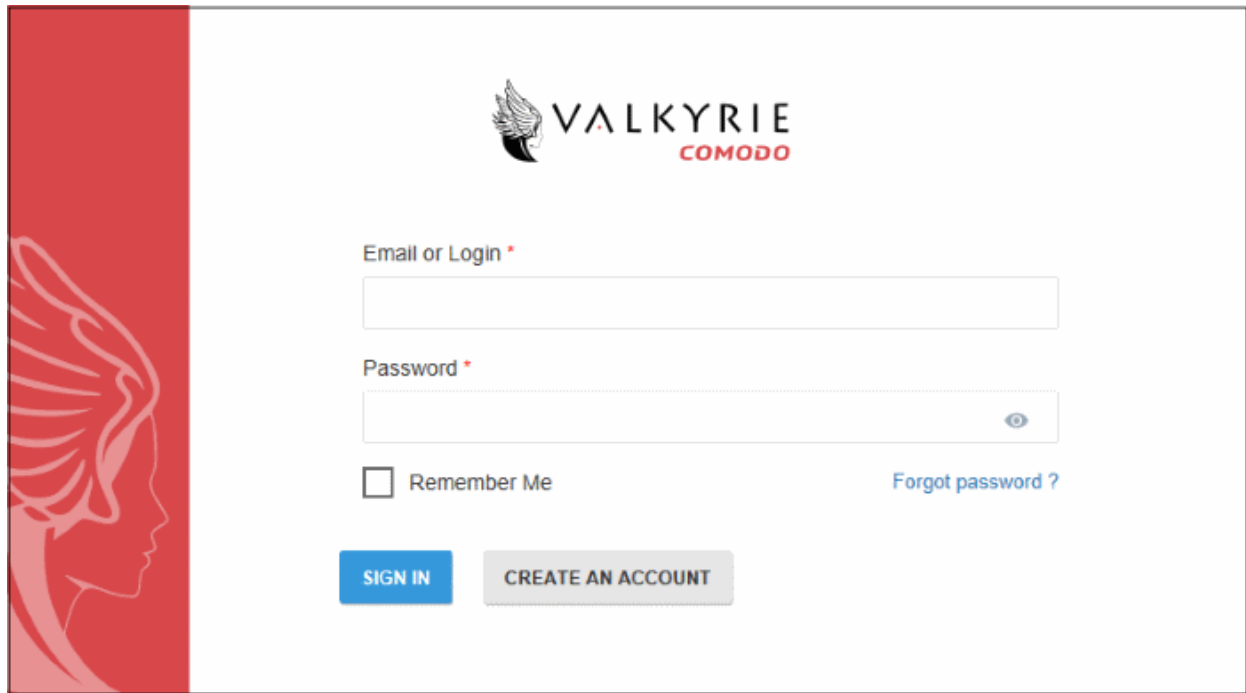 VALKYRIE
COMODO
Email or Login *
Password *
Remember Me
Forgot password ?
SIGN IN
CREATE AN ACCOUNT